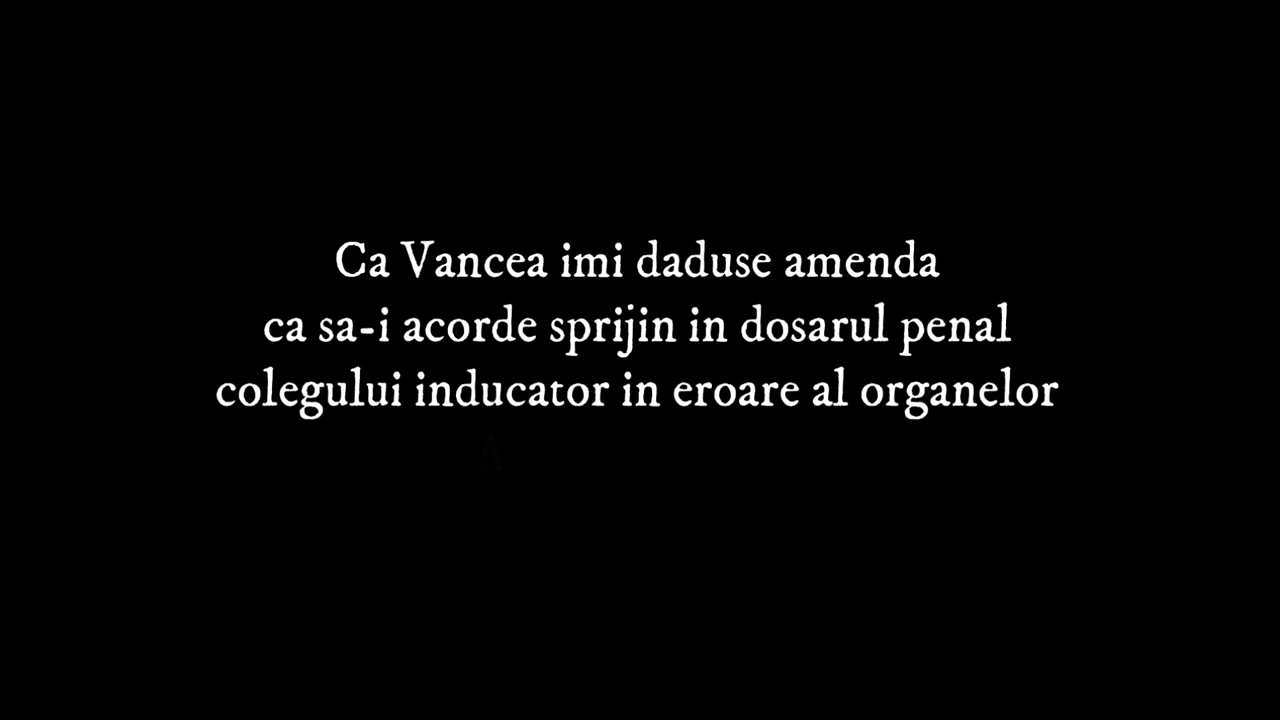 Ca Vancea imi daduse amenda
ca sa-i acorde sprijin in dosarul penal
colegului inducator in eroare al organelor
A